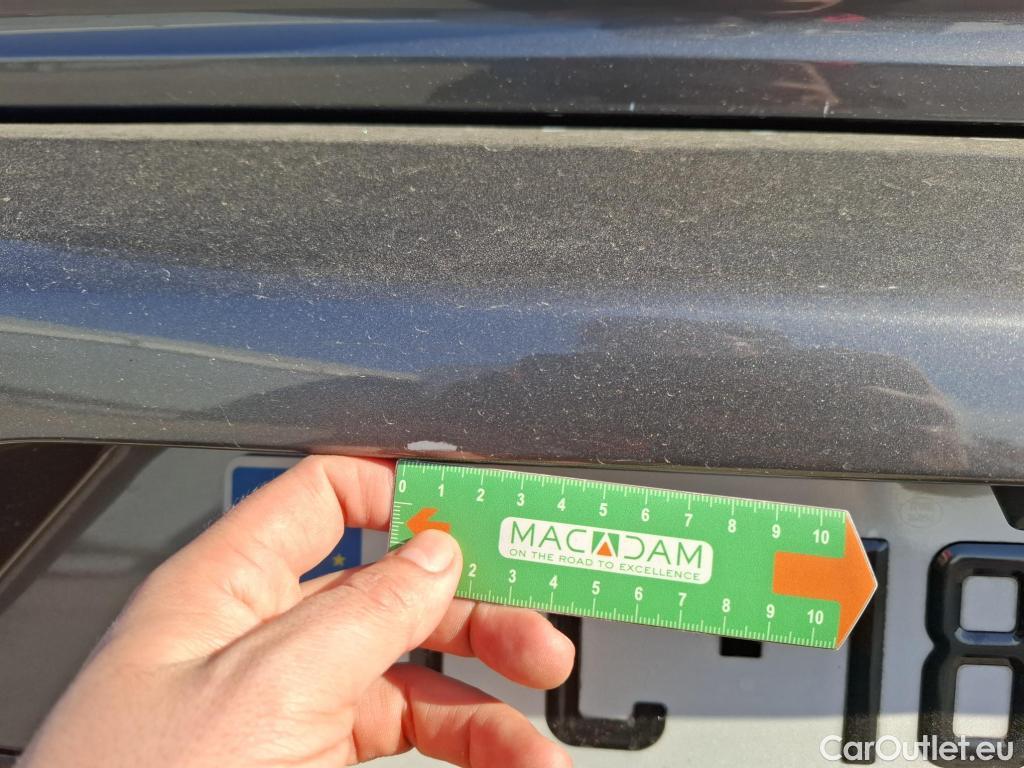 0 1 2 3 4 5 6 7 8 9 10
MACADAM
ON THE ROAD TO EXCELLENCE
2 3 4 5 6 7 8 9 10
18
CarOutlet.eu